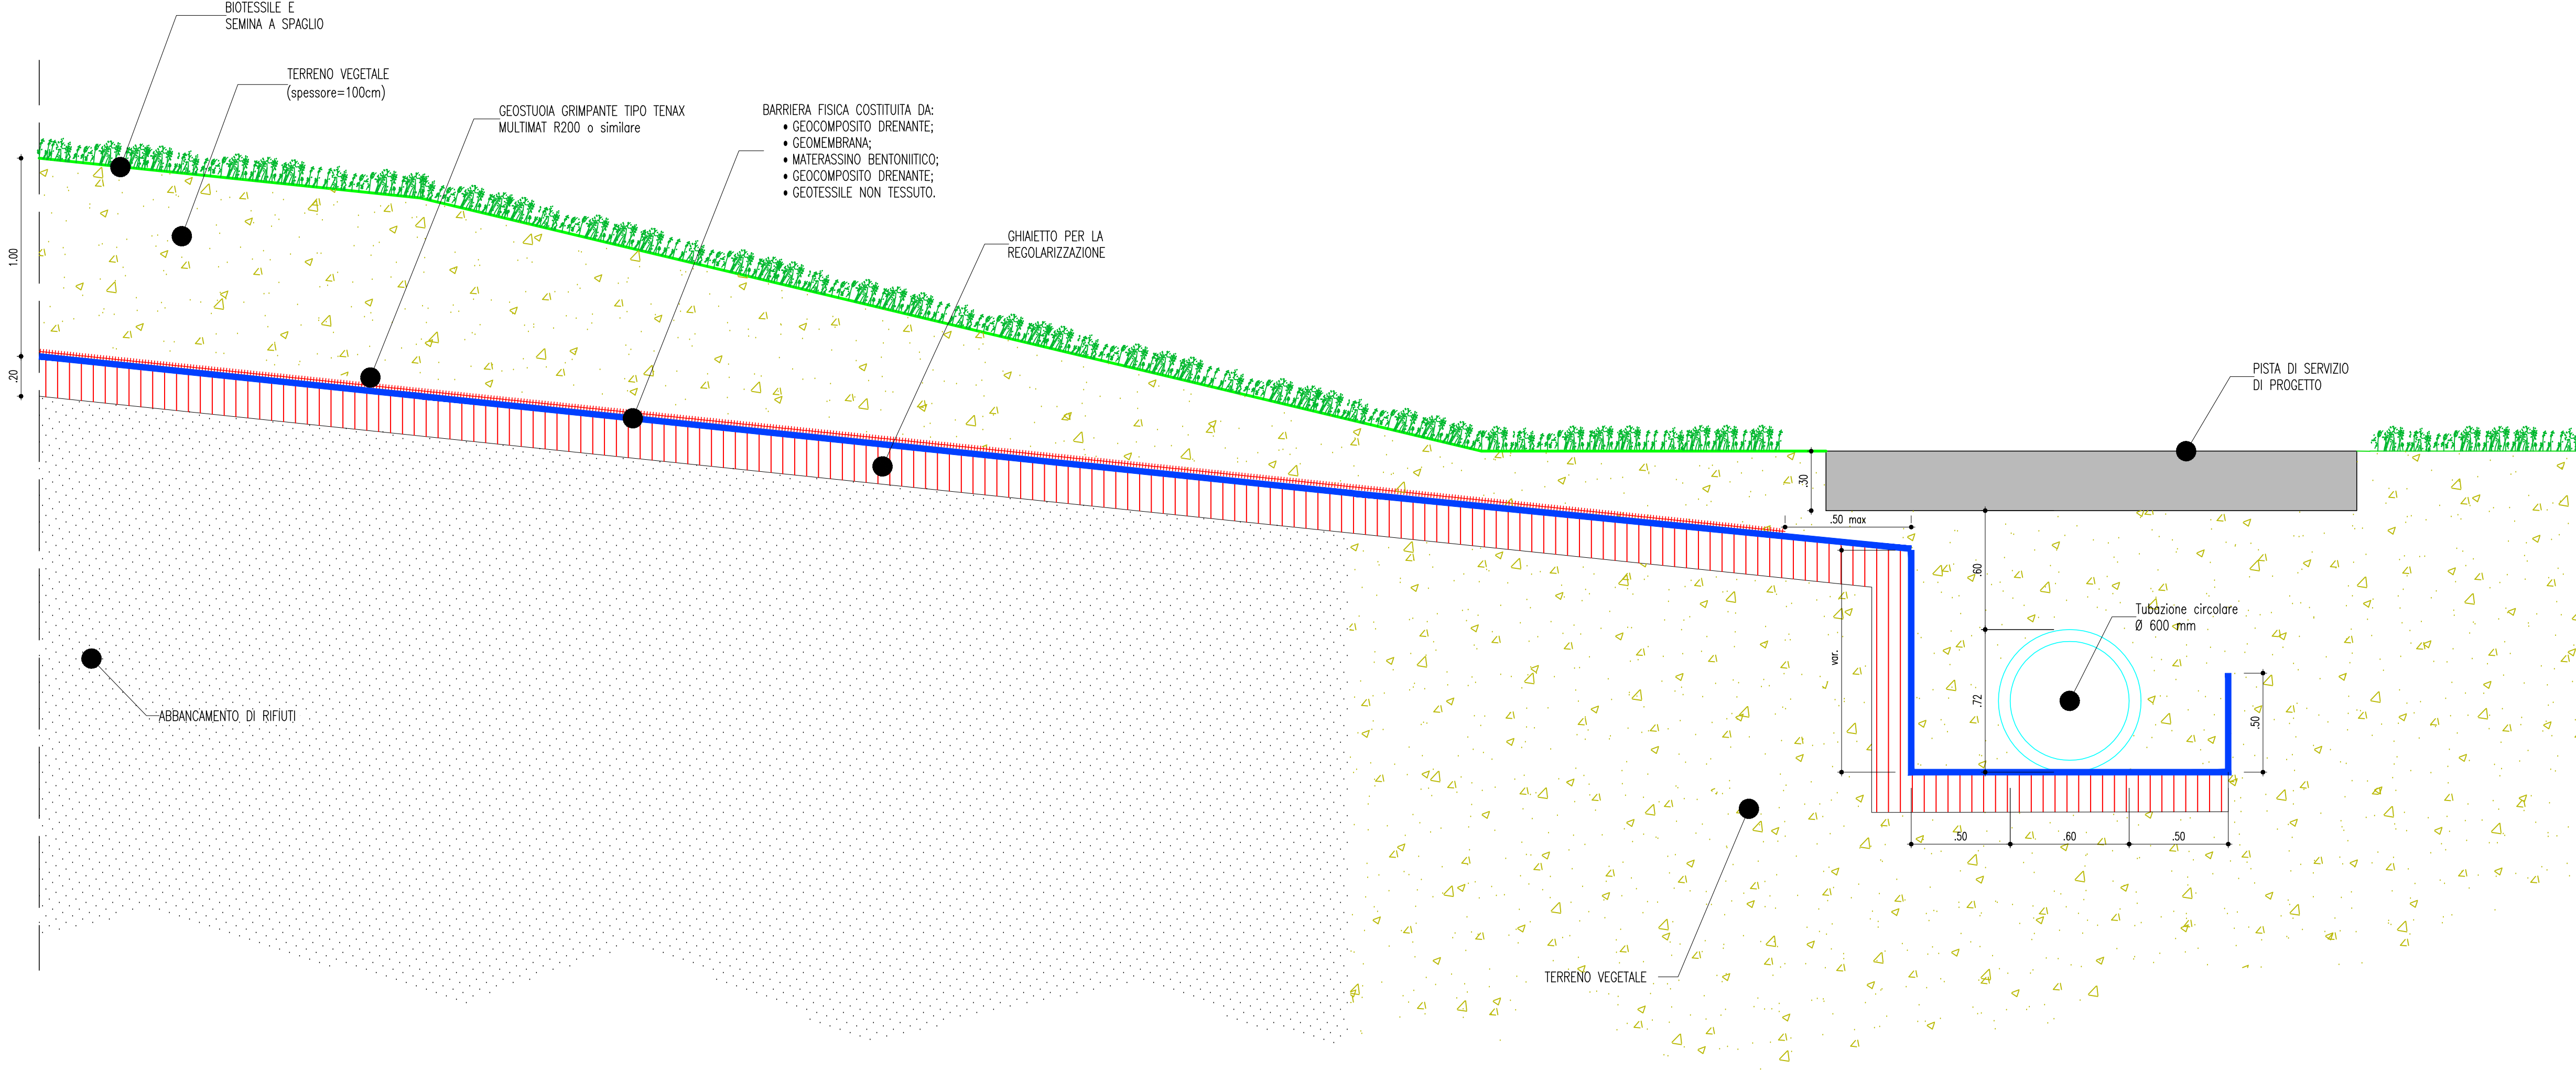 BIOTESSILE E
SEMINA A SPAGLIO
TERRENO VEGETALE
(spessore=100cm)
GEOSTUOIA GRIMPANTE TIPO TENAX
MULTIMAT R200 o similare
BARRIERA FISICA COSTITUITA DA:
• GEOCOMPOSITO DRENANTE;
• GEOMEMBRANA;
• MATERASSINO BENTONIITICO;
• GEOCOMPOSITO DRENANTE;
• GEOTESSILE NON TESSUTO.
GHIAIETTO PER LA
REGOLARIZZAZIONE
1.00
.20
PISTA DI SERVIZIO
DI PROGETTO
.30
.50 max
.60
Tubazione circolare
Ø 600 mm
var.
.72
.50
ABBANCAMENTO DI RIFIUTI
.50
.60
.50
TERRENO VEGETALE